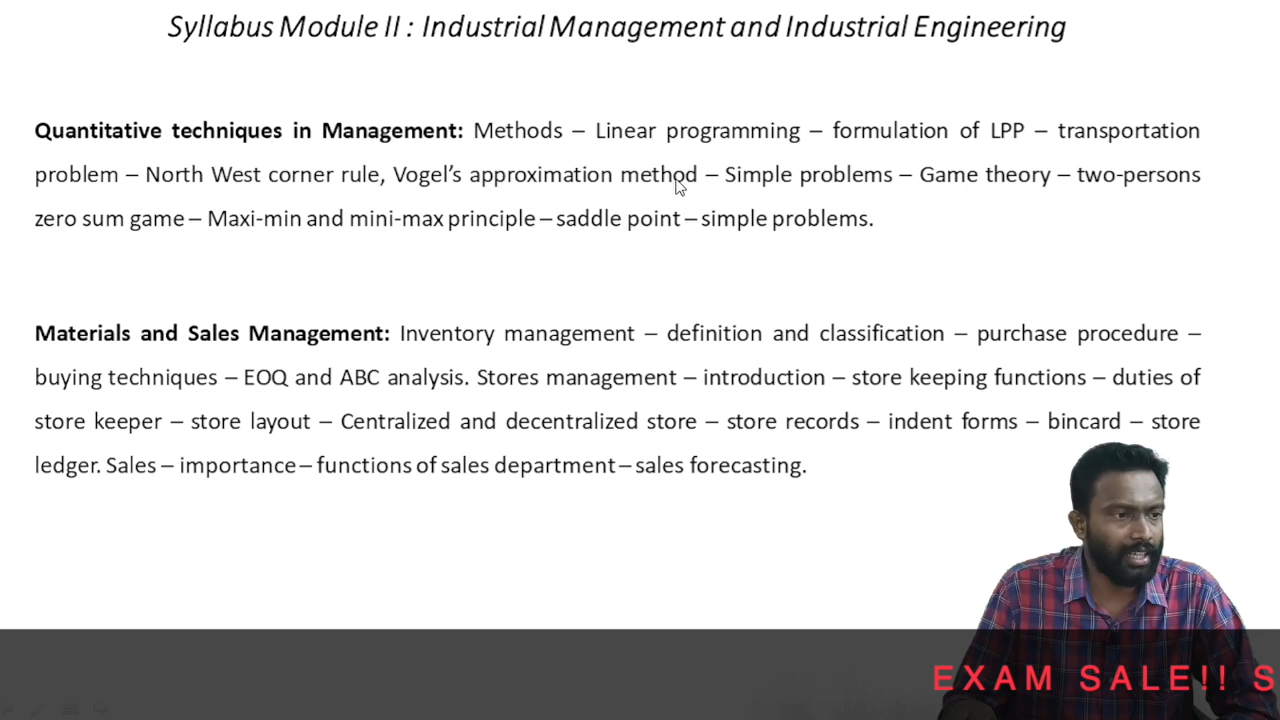 Syllabus Module II : Industrial Management and Industrial Engineering
Quantitative techniques in Management: Methods – Linear programming – formulation of LPP – transportation
problem – North West corner rule, Vogel’s approximation method – Simple problems – Game theory – two-persons
zero sum game – Maxi-min and mini-max principle – saddle point – simple problems.
Materials and Sales Management: Inventory management – definition and classification – purchase procedure –
buying techniques – EOQ and ABC analysis. Stores management – introduction – store keeping functions – duties of
store keeper – store layout – Centralized and decentralized store – store records – indent forms – bincard – store
ledger. Sales – importance – functions of sales department – sales forecasting.
EXAM SALE!! S